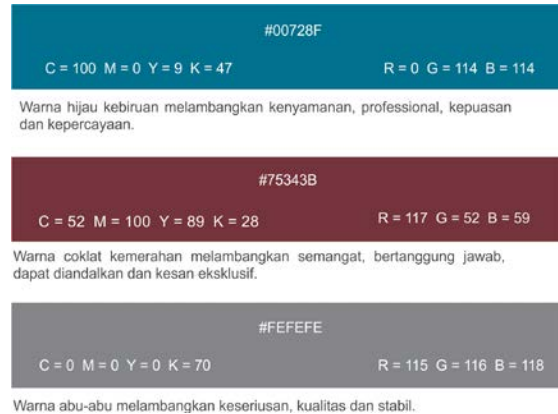 #00728F
C = 100 M = 0 Y = 9 K = 47 R = 0 G = 114 B = 114
Warna hijau kebiruan melambangkan kenyamanan, professional, kepuasan
dan kepercayaan.
#75343B
C = 52 M = 100 Y = 89 K = 28 R = 117 G = 52 B = 59
Warna coklat kemerahan melambangkan semangat, bertanggung jawab,
dapat diandalkan dan kesan eksklusif.
#FEFEFE
C = 0 M = 0 Y = 0 K = 70 R = 115 G = 116 B = 118
Warna abu-abu melambangkan keseriusan, kualitas dan stabil.